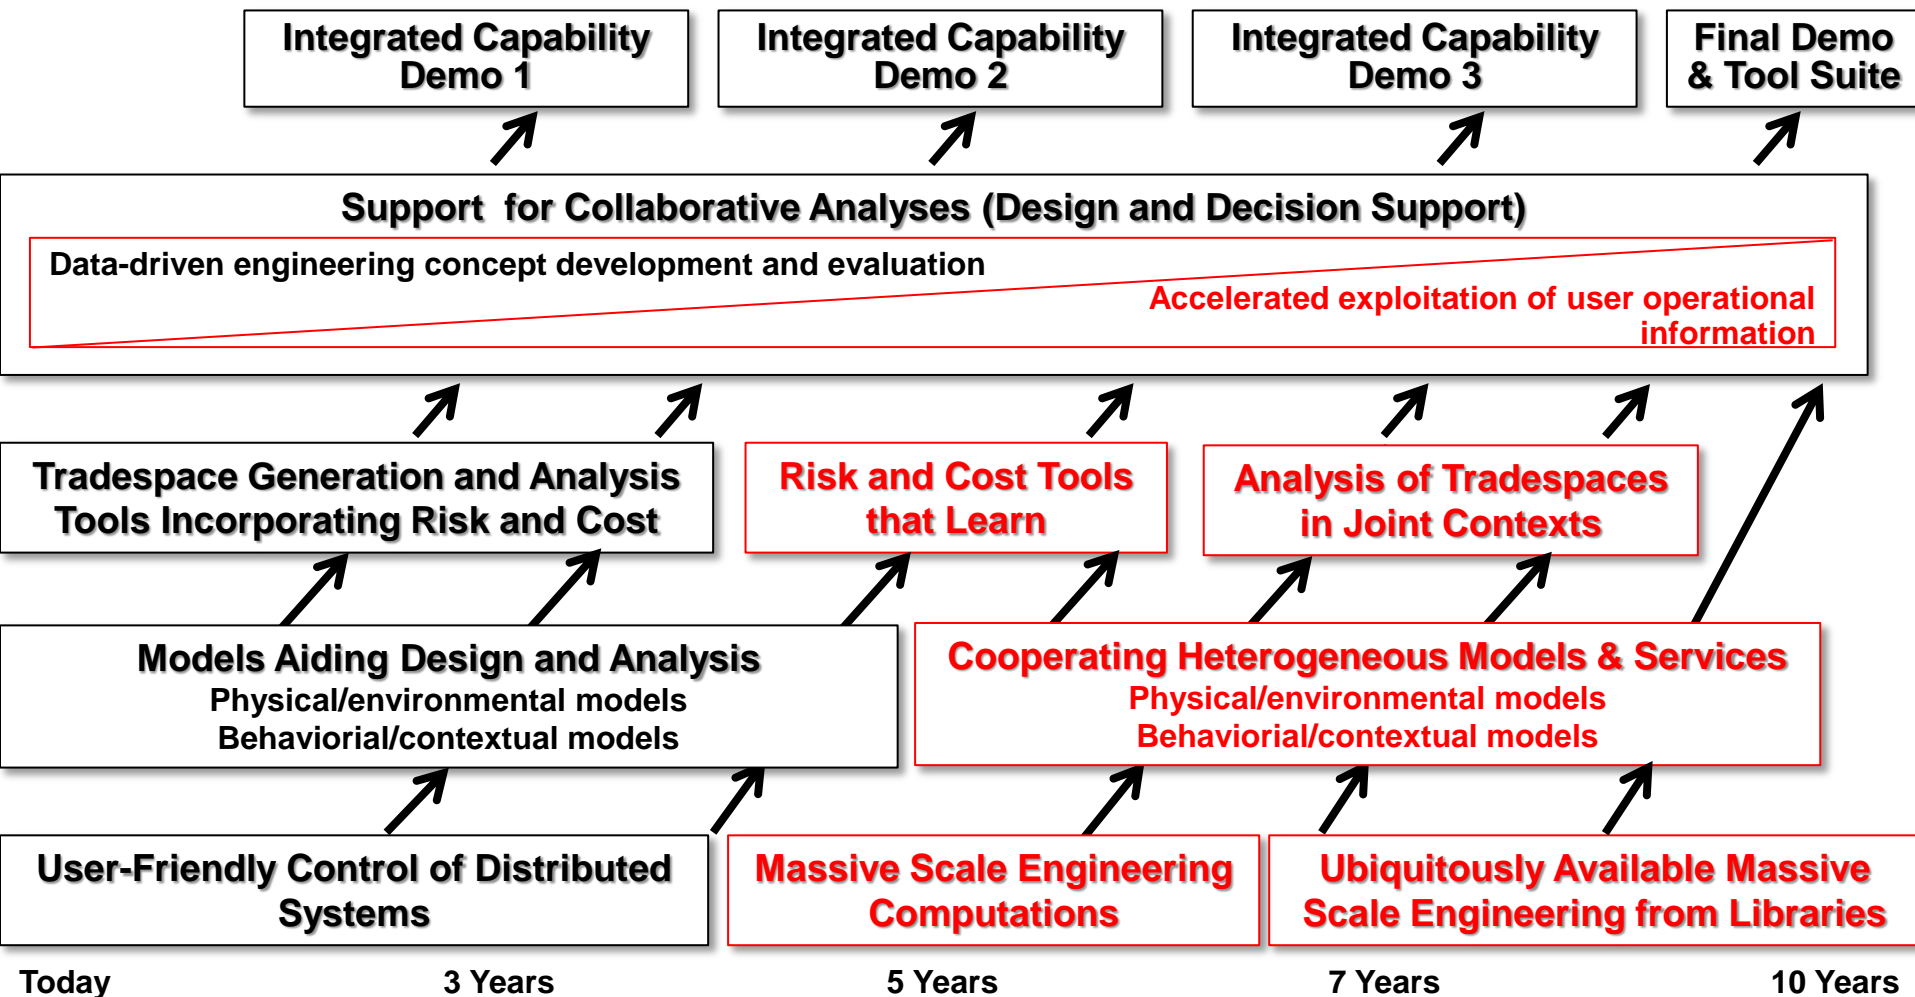 Integrated Capability
Demo 1
Integrated Capability
Demo 2
Integrated Capability
Demo 3
Final Demo
& Tool Suite
Support for Collaborative Analyses (Design and Decision Support)
Data-driven engineering concept development and evaluation
Accelerated exploitation of user operational
information
Tradespace Generation and Analysis
Tools Incorporating Risk and Cost
Risk and Cost Tools
that Learn
Analysis of Tradespaces
in Joint Contexts
Models Aiding Design and Analysis
Physical/environmental models
Behaviorial/contextual models
Cooperating Heterogeneous Models & Services
Physical/environmental models
Behaviorial/contextual models
User-Friendly Control of Distributed
Systems
Massive Scale Engineering
Computations
Ubiquitously Available Massive
Scale Engineering from Libraries
Today
3 Years
5 Years
7 Years
10 Years